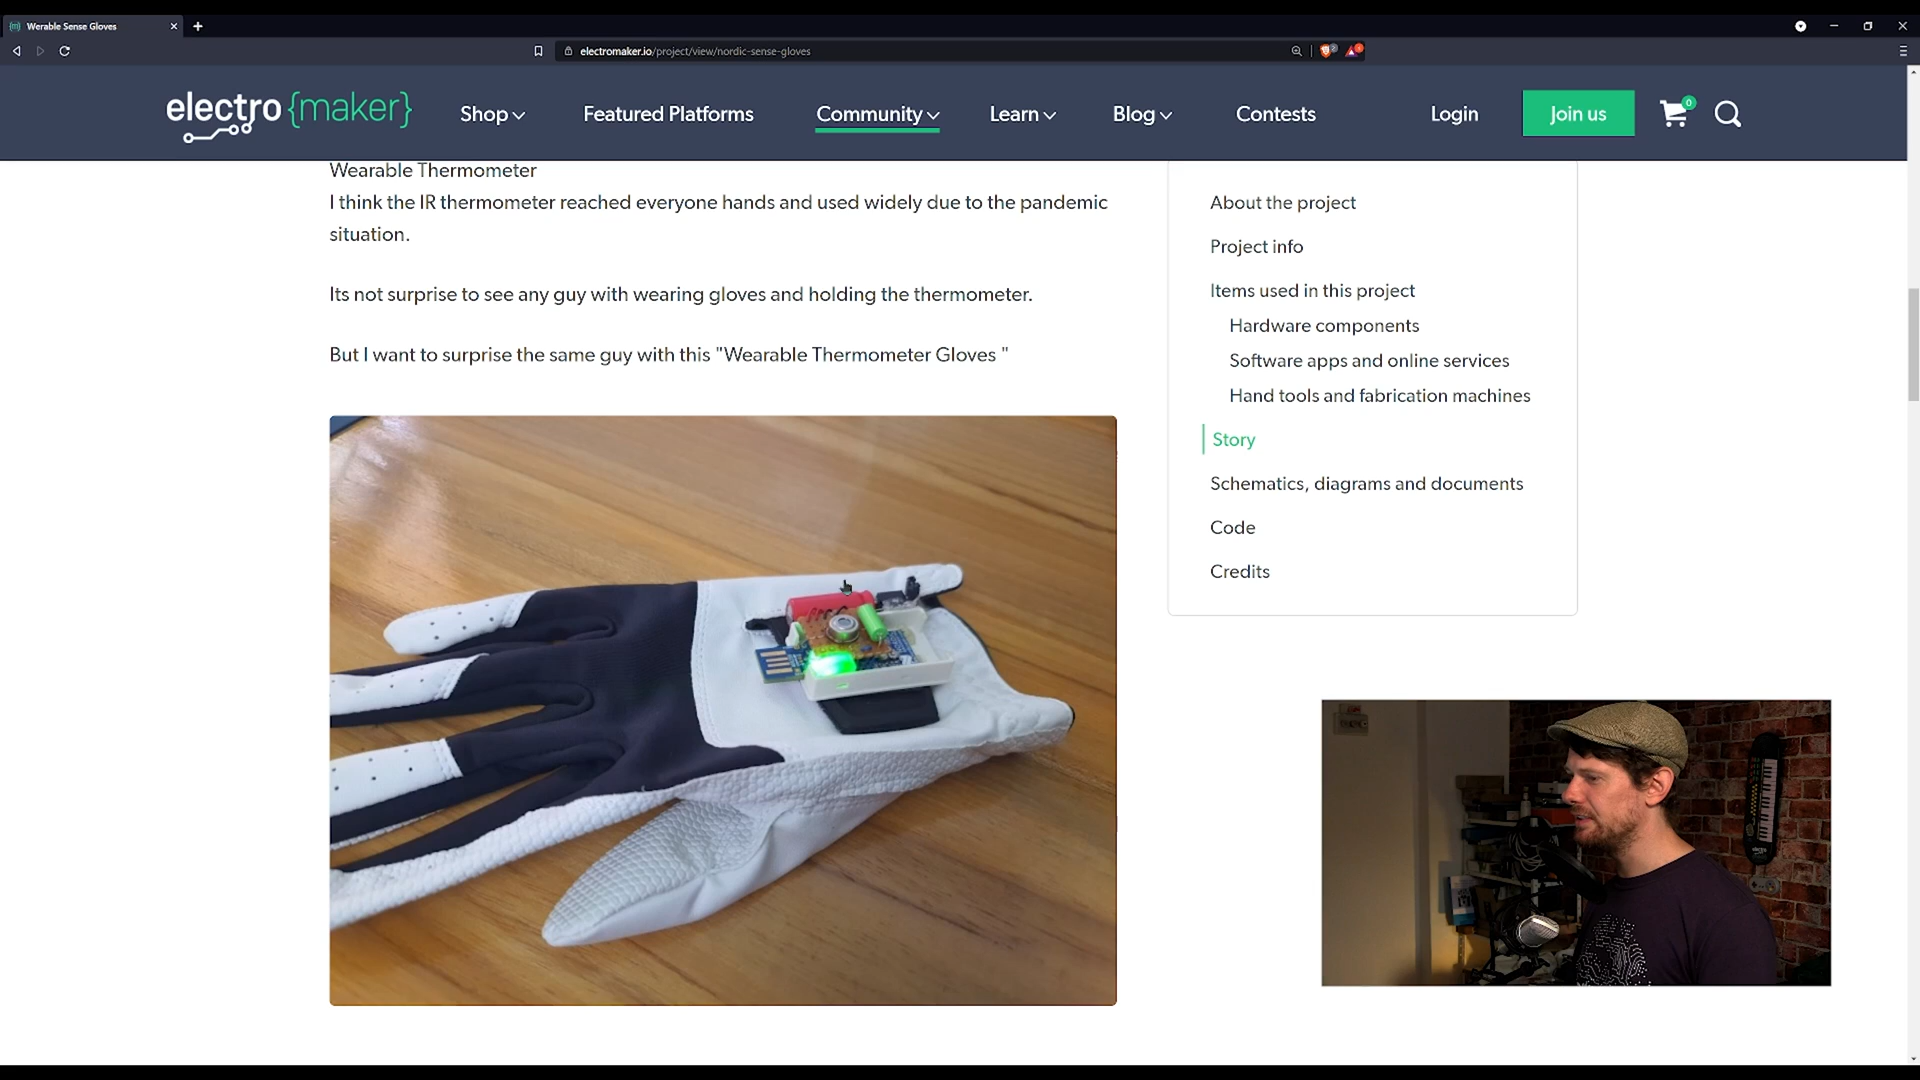 Werable Sense Gloves
electromaker.io/project/view/nordic-sense-gloves
electro{maker}
Shop
Featured Platforms
Community
Learn
Blog
Contests
Login
Join us
0
Wearable Thermometer
I think the IR thermometer reached everyone hands and used widely due to the pandemic
situation.
Its not surprise to see any guy with wearing gloves and holding the thermometer.
But I want to surprise the same guy with this "Wearable Thermometer Gloves "
About the project
Project info
Items used in this project
Hardware components
Software apps and online services
Hand tools and fabrication machines
Story
Schematics, diagrams and documents
Code
Credits